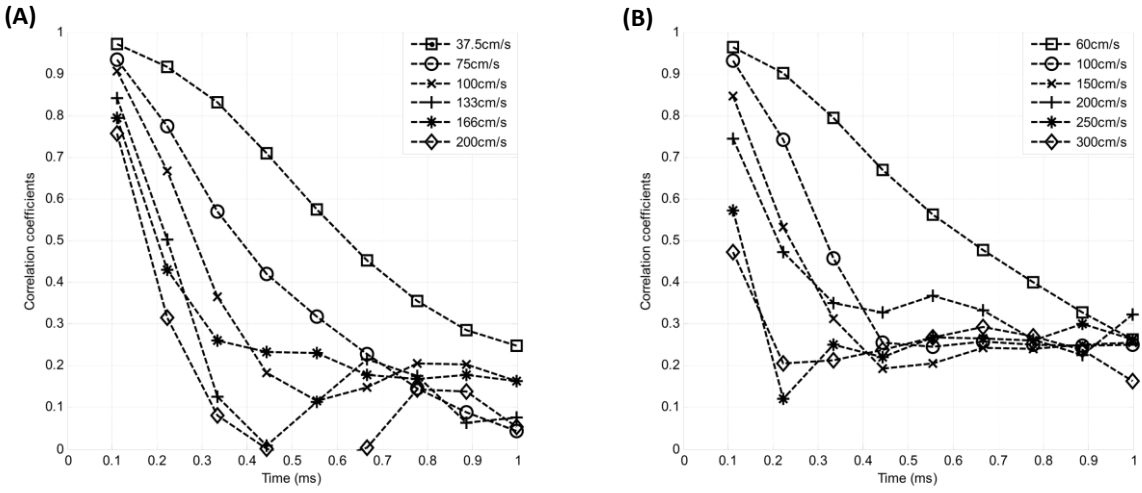 (A)
Correlation coefficients
1
0.9
0.8
0.7
0.6
0.5
0.4
0.3
0.2
0.1
0
0 0.1 0.2 0.3 0.4 0.5 0.6 0.7 0.8 0.9 1
Time (ms)
37.5cm/s
75cm/s
100cm/s
133cm/s
166cm/s
200cm/s
(B)
Correlation coefficients
1
0.9
0.8
0.7
0.6
0.5
0.4
0.3
0.2
0.1
0
0 0.1 0.2 0.3 0.4 0.5 0.6 0.7 0.8 0.9 1
Time (ms)
60cm/s
100cm/s
150cm/s
200cm/s
250cm/s
300cm/s